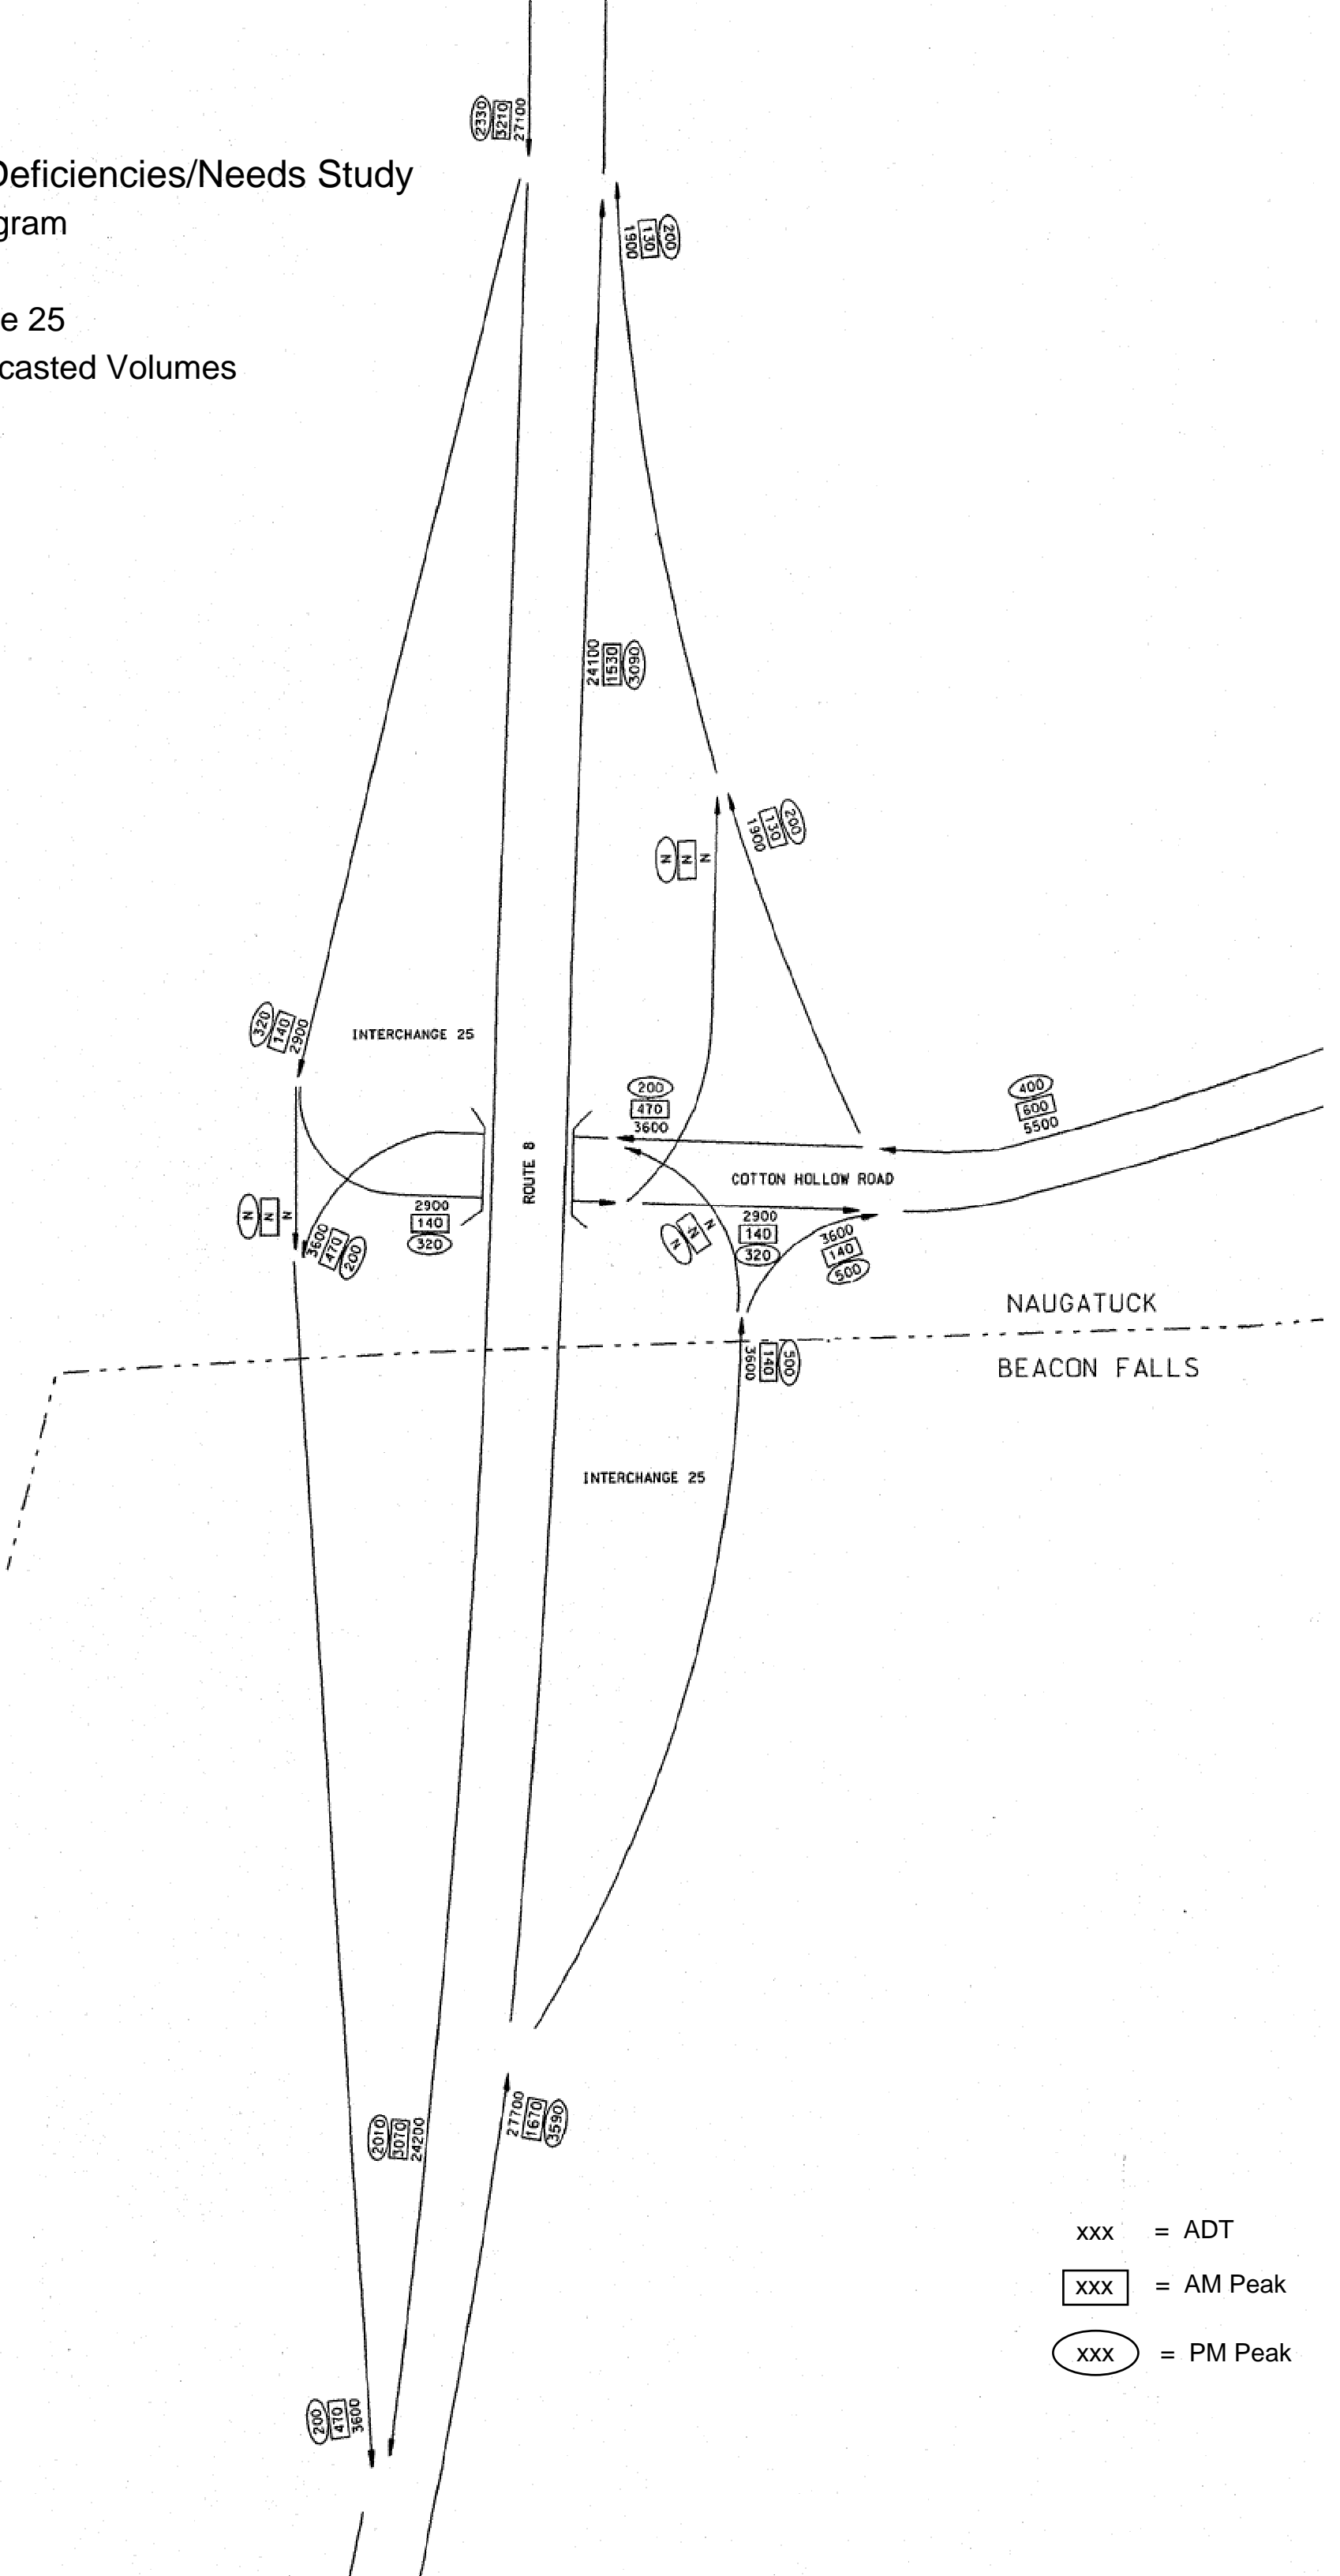 2330
3210
27100
Deficiencies/Needs Study
gram
200
130
1900
e 25
casted Volumes
24100
1530
3090
200
130
1900
N
N
N
320
140
2900
INTERCHANGE 25
200
470
3600
400
600
5500
ROUTE 8
COTTON HOLLOW ROAD
N
N
N
2900
140
320
3600
470
200
N
N
N
2900
140
320
3600
140
500
NAUGATUCK
3600
140
500
BEACON FALLS
INTERCHANGE 25
27700
1670
3590
2010
3070
24200
xxx = ADT
xxx = AM Peak
xxx = PM Peak
200
470
3600